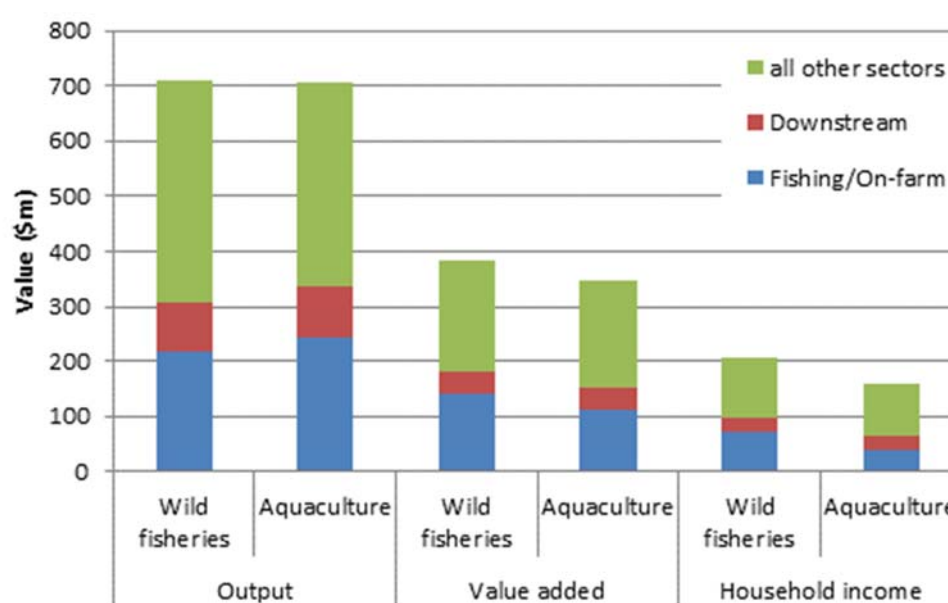 800
700
600
500
400
300
200
100
0
Value ($m)
all other sectors
Downstream
Fishing/On-farm
Wild fisheries
Aquaculture
Wild fisheries
Aquaculture
Wild fisheries
Aquaculture
Output
Value added
Household income